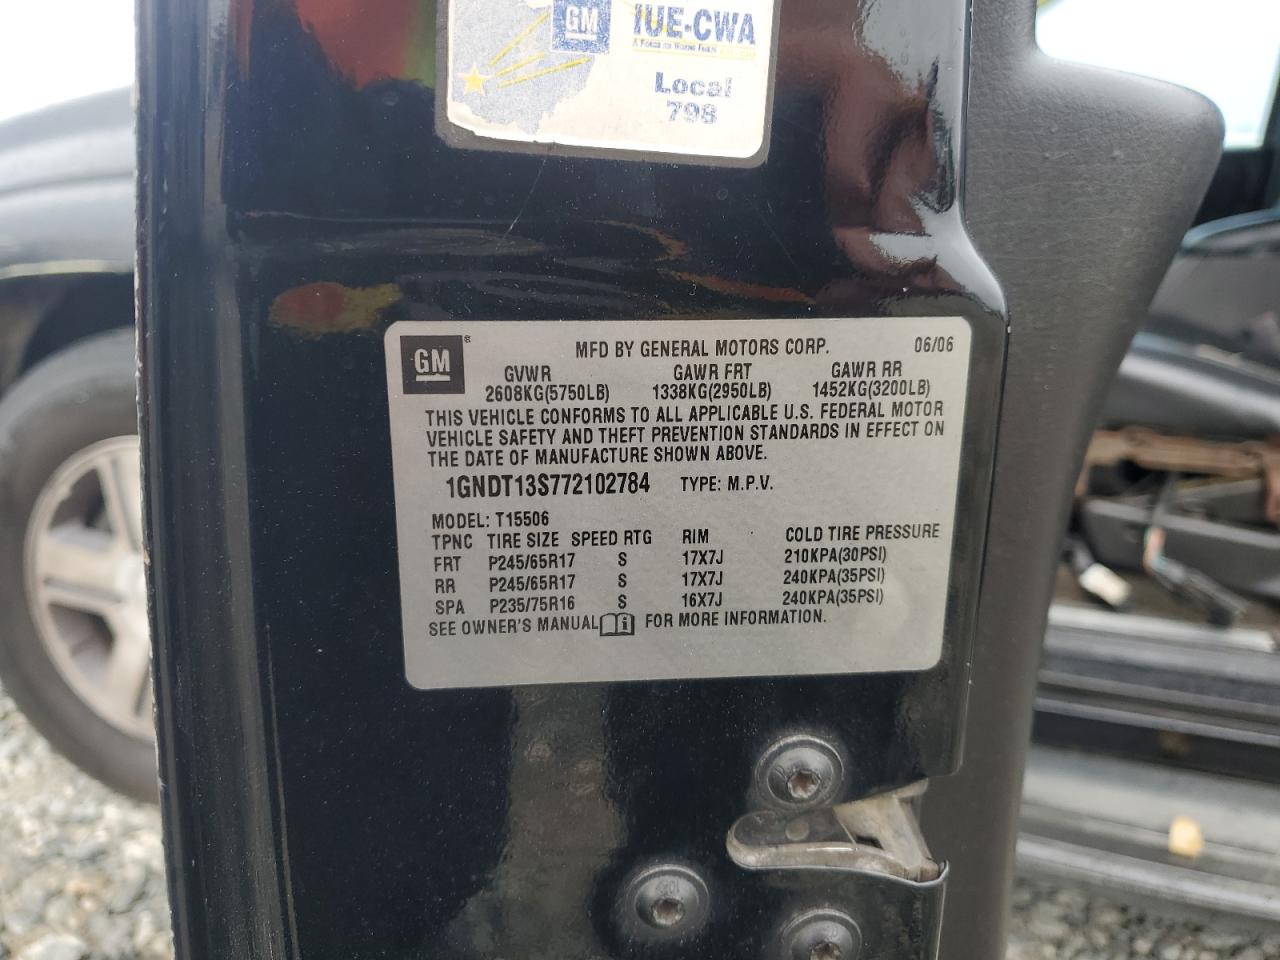 GM
IUE-CWA
Local
798
GM ®
MFD BY GENERAL MOTORS CORP. 06/06
GVWR GAWR FRT GAWR RR
2608KG(5750LB) 1338KG(2950LB) 1452KG(3200LB)
THIS VEHICLE CONFORMS TO ALL APPLICABLE U.S. FEDERAL MOTOR
VEHICLE SAFETY AND THEFT PREVENTION STANDARDS IN EFFECT ON
THE DATE OF MANUFACTURE SHOWN ABOVE.
1GNDT13S772102784 TYPE: M.P.V.
MODEL: T15506
TPNC TIRE SIZE SPEED RTG RIM COLD TIRE PRESSURE
FRT P245/65R17 S 17X7J 210KPA(30PSI)
RR P245/65R17 S 17X7J 240KPA(35PSI)
SPA P235/75R16 S 16X7J 240KPA(35PSI)
SEE OWNER'S MANUAL FOR MORE INFORMATION.